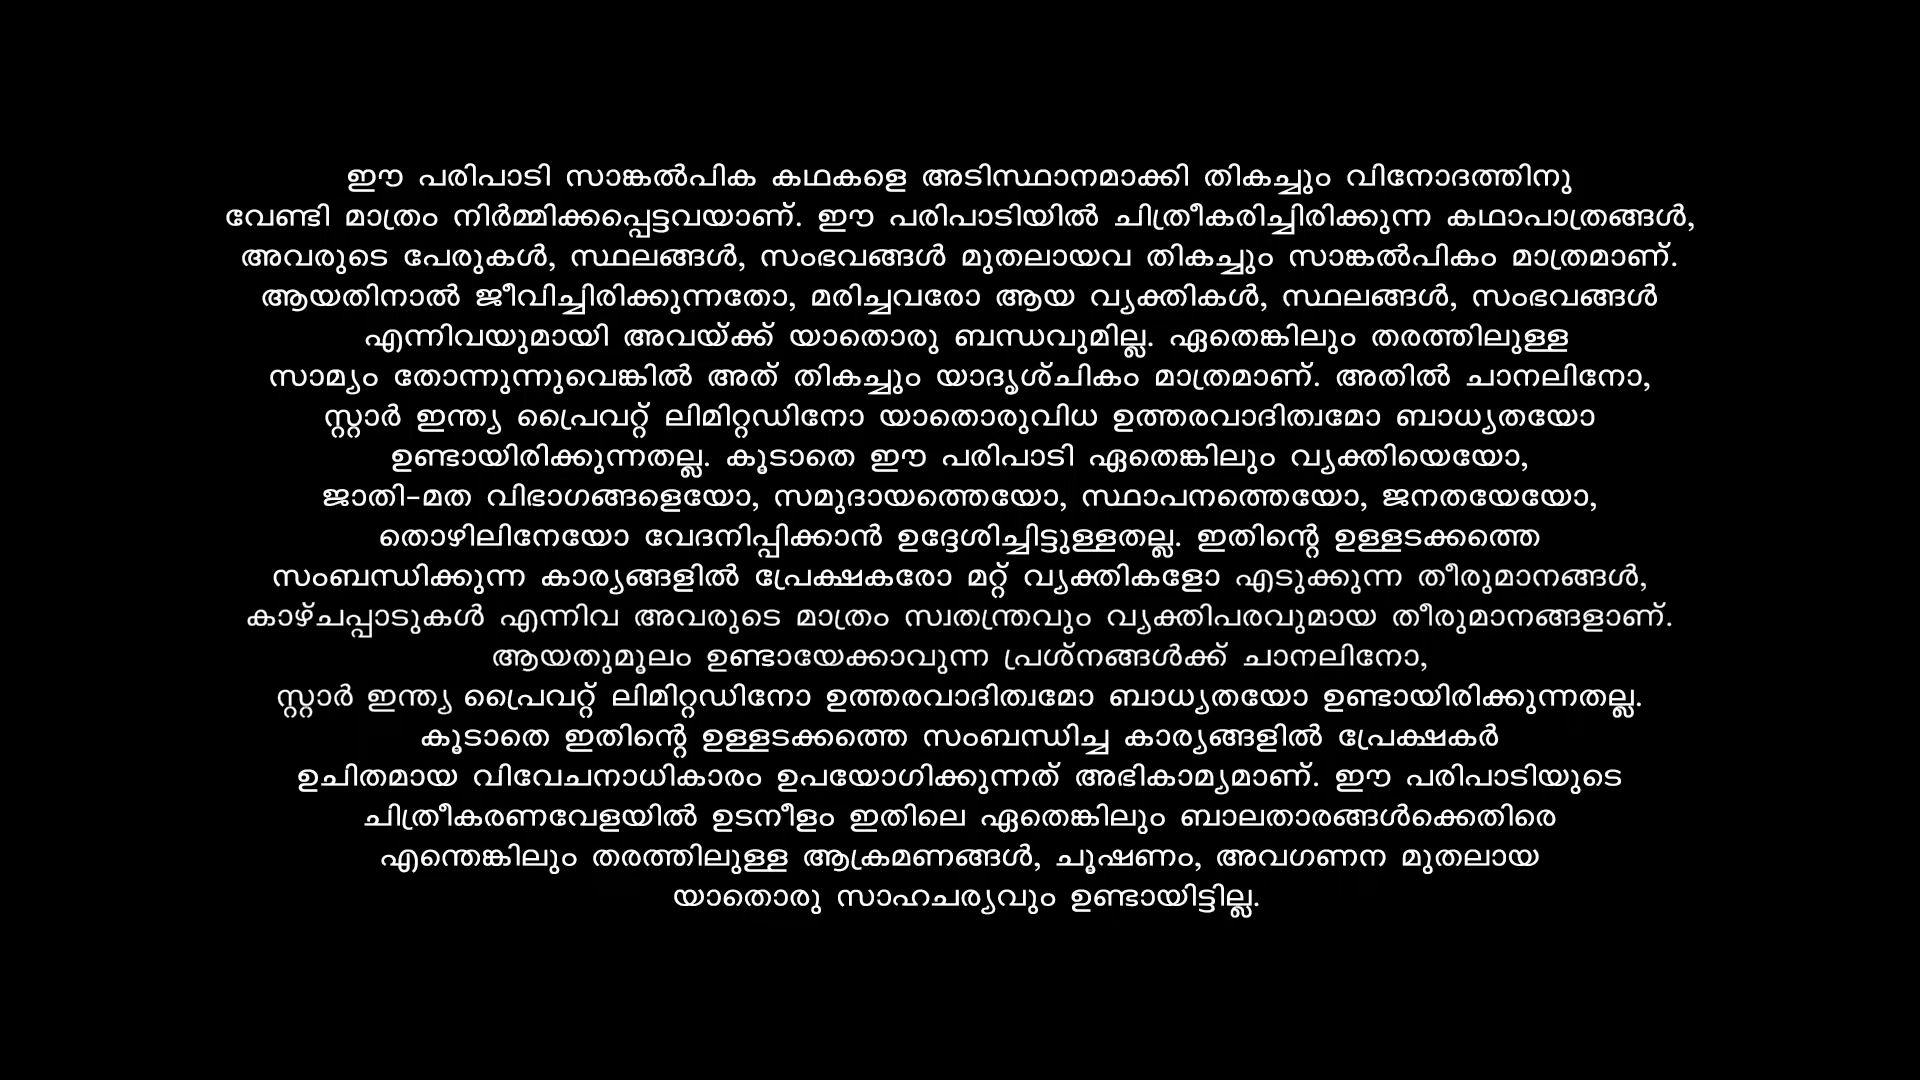 ഈ പരിപാടി സാങ്കൽപിക കഥകളെ അടിസ്ഥാനമാക്കി തികച്ചും വിനോദത്തിനു
വേണ്ടി മാത്രം നിർമ്മിക്കപ്പെട്ടവയാണ്. ഈ പരിപാടിയിൽ ചിത്രീകരിച്ചിരിക്കുന്ന കഥാപാത്രങ്ങൾ,
അവരുടെ പേരുകൾ, സ്ഥലങ്ങൾ, സംഭവങ്ങൾ മുതലായവ തികച്ചും സാങ്കൽപികം മാത്രമാണ്.
ആയതിനാൽ ജീവിച്ചിരിക്കുന്നതോ, മരിച്ചവരോ ആയ വ്യക്തികൾ, സ്ഥലങ്ങൾ, സംഭവങ്ങൾ
എന്നിവയുമായി അവയ്ക്ക് യാതൊരു ബന്ധവുമില്ല. ഏതെങ്കിലും തരത്തിലുള്ള
സാമ്യം തോന്നുന്നുവെങ്കിൽ അത് തികച്ചും യാദൃശ്ചികം മാത്രമാണ്. അതിൽ ചാനലിനോ,
സ്റ്റാർ ഇന്ത്യ പ്രൈവറ്റ് ലിമിറ്റഡിനോ യാതൊരുവിധ ഉത്തരവാദിത്വമോ ബാധ്യതയോ
ഉണ്ടായിരിക്കുന്നതല്ല. കൂടാതെ ഈ പരിപാടി ഏതെങ്കിലും വ്യക്തിയെയോ,
ജാതി-മത വിഭാഗങ്ങളെയോ, സമുദായത്തെയോ, സ്ഥാപനത്തെയോ, ജനതയേയോ,
തൊഴിലിനേയോ വേദനിപ്പിക്കാൻ ഉദ്ദേശിച്ചിട്ടുള്ളതല്ല. ഇതിന്റെ ഉള്ളടക്കത്തെ
സംബന്ധിക്കുന്ന കാര്യങ്ങളിൽ പ്രേക്ഷകരോ മറ്റ് വ്യക്തികളോ എടുക്കുന്ന തീരുമാനങ്ങൾ,
കാഴ്ചപ്പാടുകൾ എന്നിവ അവരുടെ മാത്രം സ്വതന്ത്രവും വ്യക്തിപരവുമായ തീരുമാനങ്ങളാണ്.
ആയതുമൂലം ഉണ്ടായേക്കാവുന്ന പ്രശ്നങ്ങൾക്ക് ചാനലിനോ,
സ്റ്റാർ ഇന്ത്യ പ്രൈവറ്റ് ലിമിറ്റഡിനോ ഉത്തരവാദിത്വമോ ബാധ്യതയോ ഉണ്ടായിരിക്കുന്നതല്ല.
കൂടാതെ ഇതിന്റെ ഉള്ളടക്കത്തെ സംബന്ധിച്ച കാര്യങ്ങളിൽ പ്രേക്ഷകർ
ഉചിതമായ വിവേചനാധികാരം ഉപയോഗിക്കുന്നത് അഭികാമ്യമാണ്. ഈ പരിപാടിയുടെ
ചിത്രീകരണവേളയിൽ ഉടനീളം ഇതിലെ ഏതെങ്കിലും ബാലതാരങ്ങൾക്കെതിരെ
എന്തെങ്കിലും തരത്തിലുള്ള ആക്രമണങ്ങൾ, ചൂഷണം, അവഗണന മുതലായ
യാതൊരു സാഹചര്യവും ഉണ്ടായിട്ടില്ല.